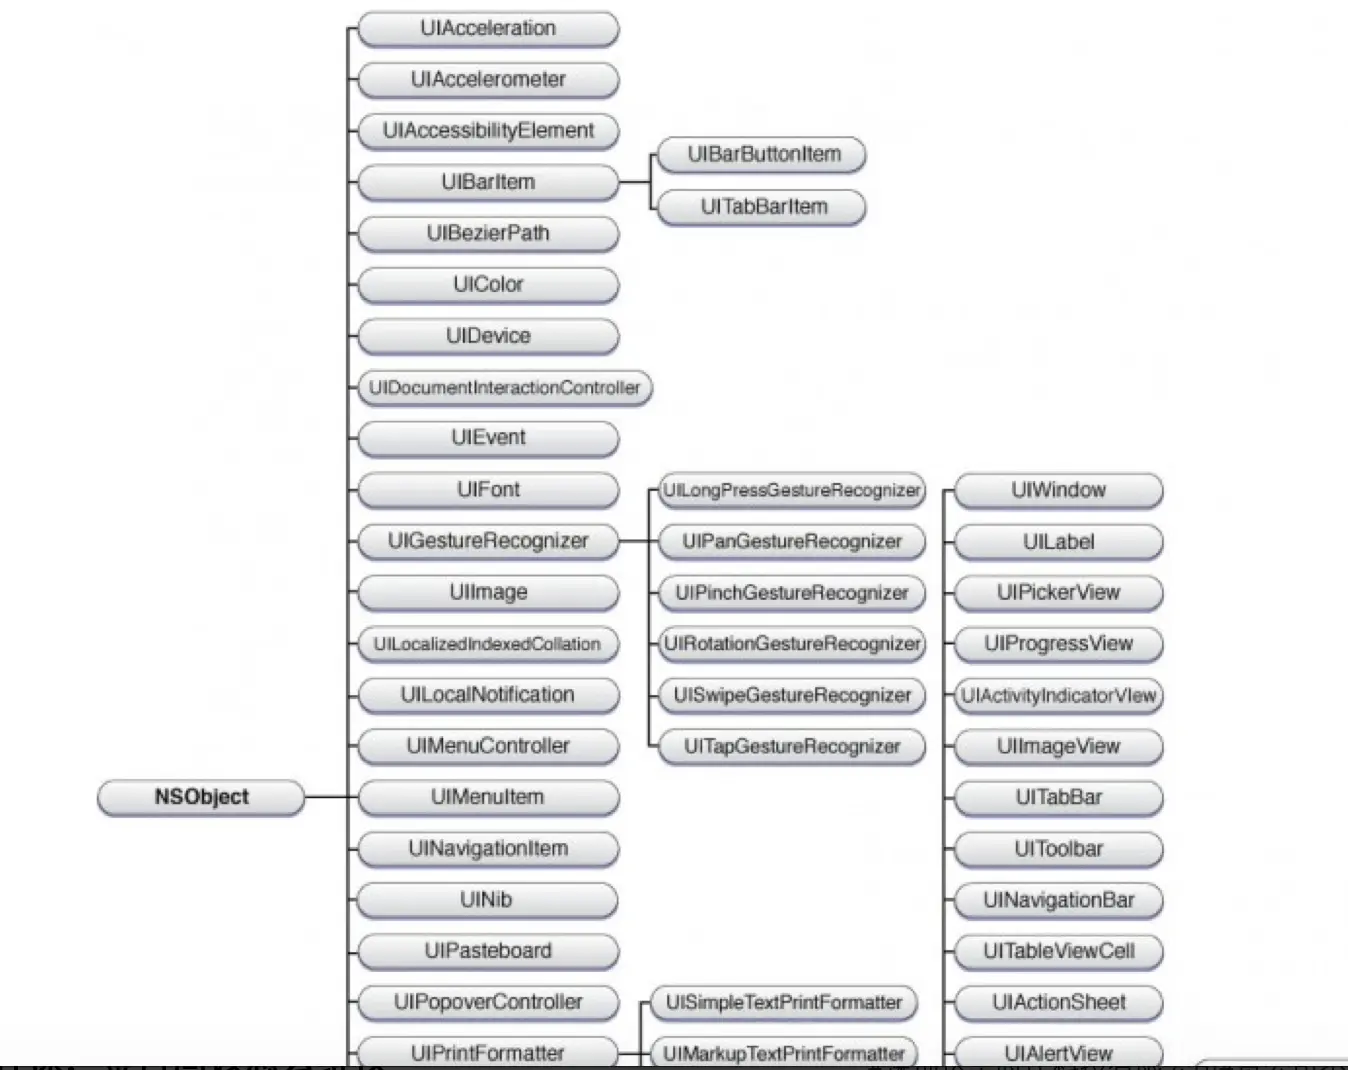 UIAcceleration
UIAccelerometer
UIAccessibilityElement
UIBarItem
UIBarButtonItem
UITabBarItem
UIBezierPath
UIColor
UIDevice
UIDocumentInteractionController
UIEvent
UIFont
UIGestureRecognizer
UIImage
UILocalizedIndexedCollation
UILocalNotification
UIMenuController
NSObject
UIMenuItem
UINavigationItem
UINib
UIPasteboard
UIPopoverController
UIPrintFormatter
UILongPressGestureRecognizer
UIPanGestureRecognizer
UIPinchGestureRecognizer
UIRotationGestureRecognizer
UISwipeGestureRecognizer
UITapGestureRecognizer
UISimpleTextPrintFormatter
UIMarkupTextPrintFormatter
UIWindow
UILabel
UIPickerView
UIProgressView
UIActivityIndicatorVIew
UIImageView
UITabBar
UIToolbar
UINavigationBar
UITableViewCell
UIActionSheet
UIAlertView